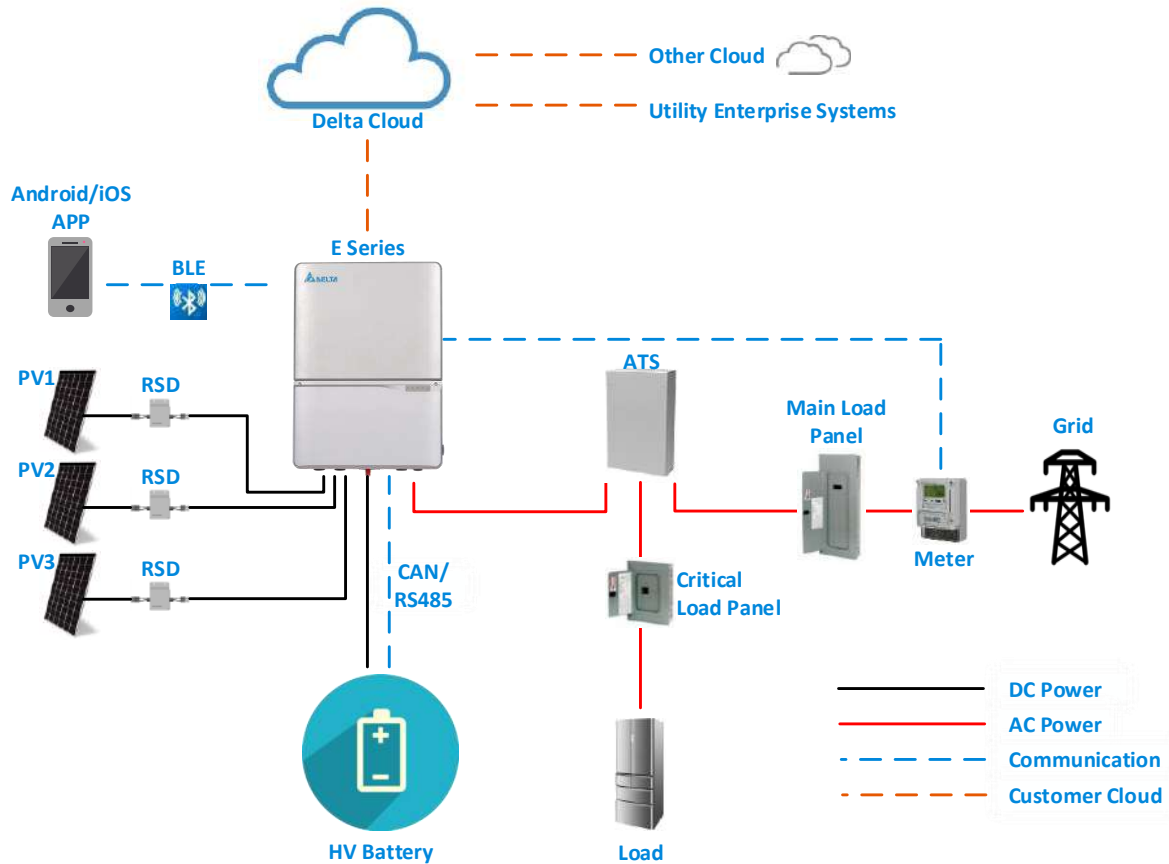 Other Cloud
Utility Enterprise Systems
Delta Cloud
Android/iOS
APP
E Series
BLE
DELTA
ATS
PV1
RSD
Main Load
Panel
Grid
PV2
RSD
PV3
RSD
Meter
CAN/
RS485
Critical
Load Panel
DC Power
AC Power
Communication
Customer Cloud
HV Battery
Load